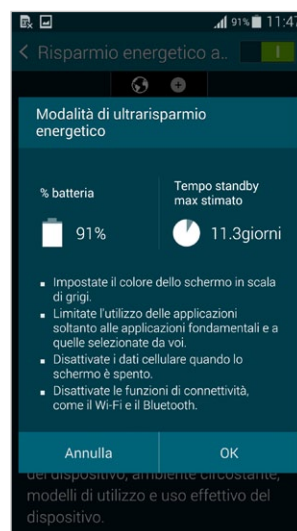 91% 11:47
Risparmio energetico a..
Modalità di ultrarisparmio
energetico
% batteria
Tempo standby
max stimato
91%
11.3giorni
Impostate il colore dello schermo in scala
di grigi.
Limitate l'utilizzo delle applicazioni
soltanto alle applicazioni fondamentali e a
quelle selezionate da voi.
Disattivate i dati cellulare quando lo
schermo è spento.
Disattivate le funzioni di connettività,
come il Wi-Fi e il Bluetooth.
Annulla
OK
del dispositivo, ambiente circostante,
modelli di utilizzo e uso effettivo del
dispositivo.